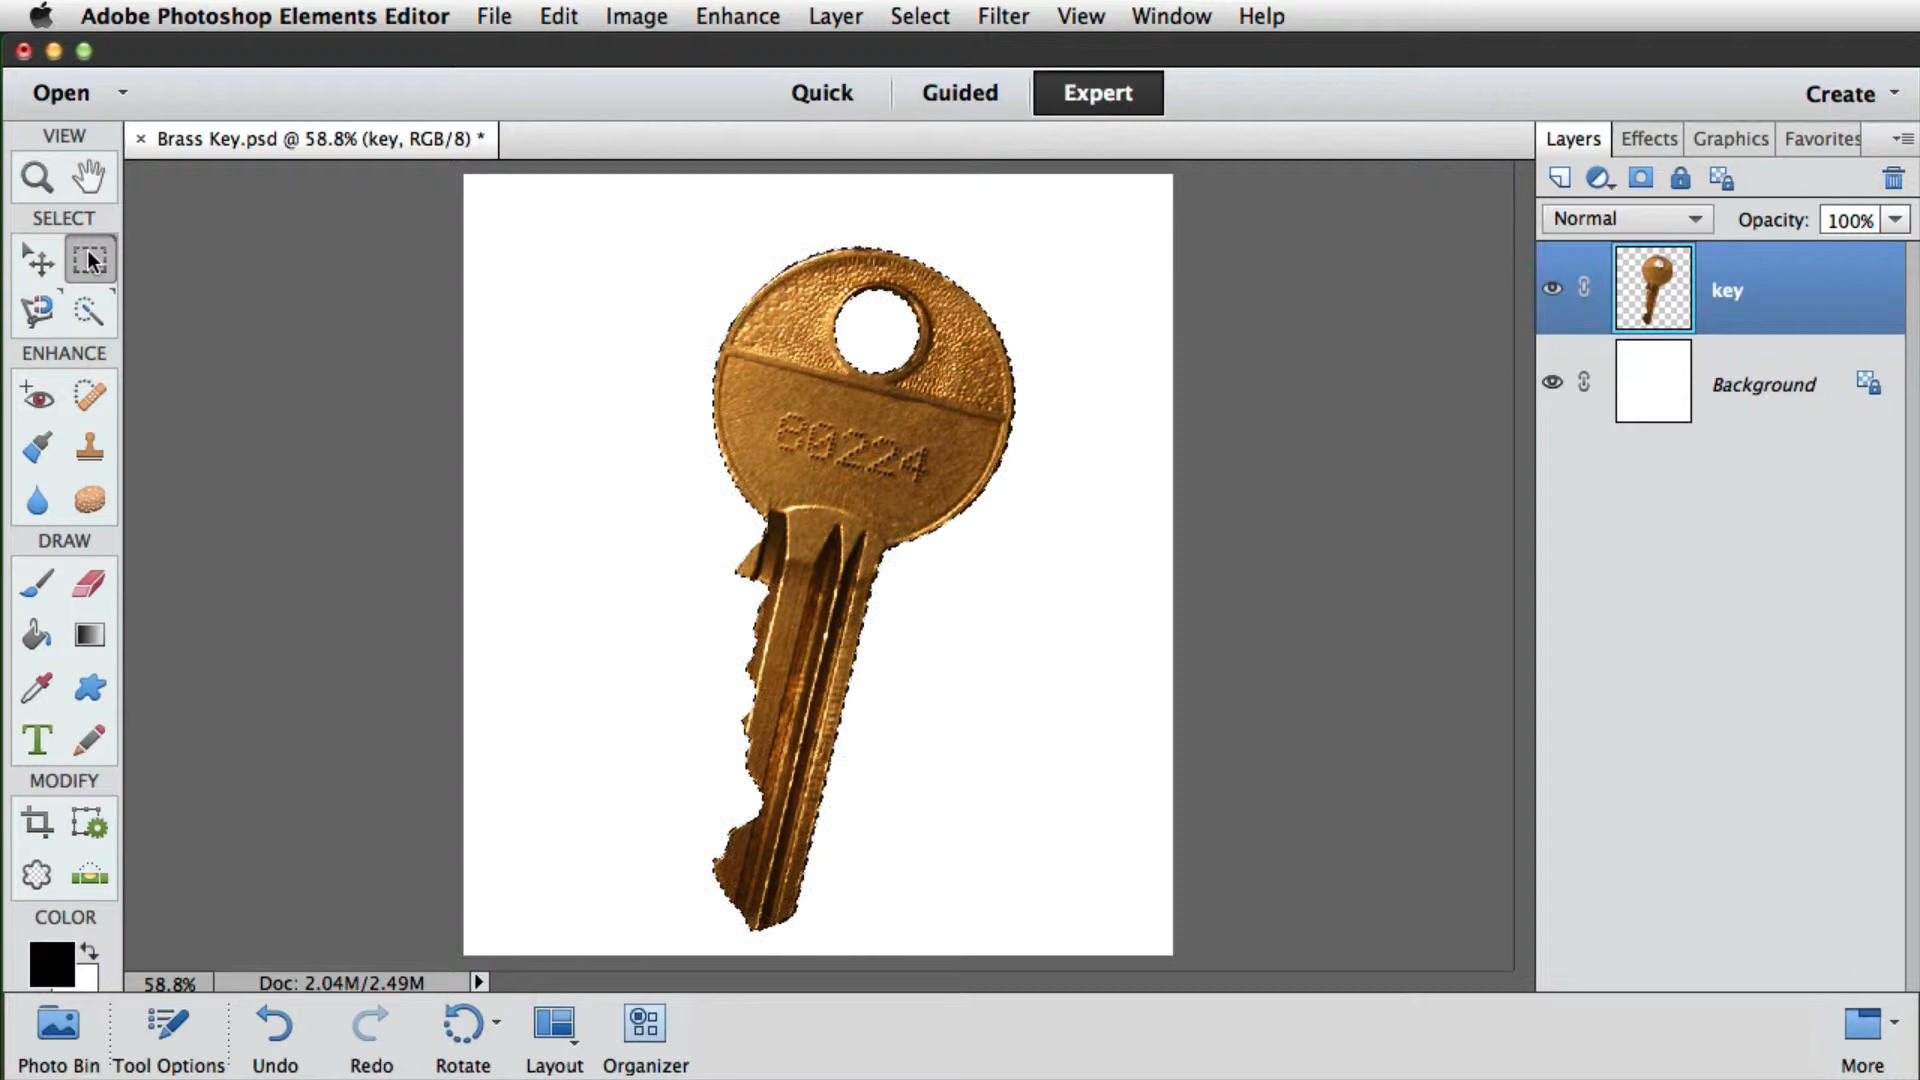 Adobe Photoshop Elements Editor File Edit Image Enhance Layer Select Filter View Window Help
Open Quick Guided Expert Create
VIEW
× Brass Key.psd @ 58.8% (key, RGB/8) *
Layers Effects Graphics Favorites
SELECT
Normal Opacity: 100%
key
ENHANCE
Background
80224
DRAW
T
MODIFY
COLOR
58.8% Doc: 2.04M/2.49M
Photo Bin Tool Options Undo Redo Rotate Layout Organizer More